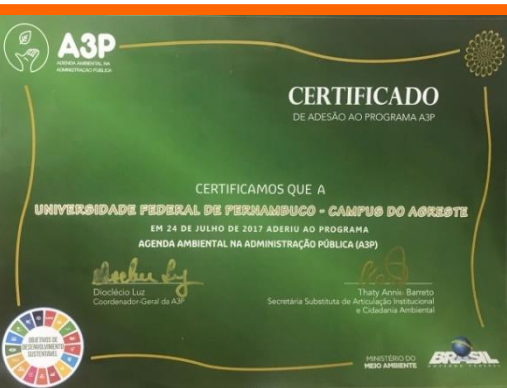 A3P
AGENDA AMBIENTAL NA
ADMINISTRAÇÃO PÚBLICA
CERTIFICADO
DE ADESÃO AO PROGRAMA A3P
CERTIFICAMOS QUE A
UNIVERSIDADE FEDERAL DE PERNAMBUCO - CAMPUS DO AGRESTE
EM 24 DE JULHO DE 2017 ADERIU AO PROGRAMA
AGENDA AMBIENTAL NA ADMINISTRAÇÃO PÚBLICA (A3P)
Dioclécio Luz
Coordenador-Geral da A3P
Thaty Annie Barreto
Secretária Substituta de Articulação Institucional
e Cidadania Ambiental
OBJETIVOS DE
DESENVOLVIMENTO
SUSTENTÁVEL
MINISTÉRIO DO
MEIO AMBIENTE
BRASIL
GOVERNO FEDERAL